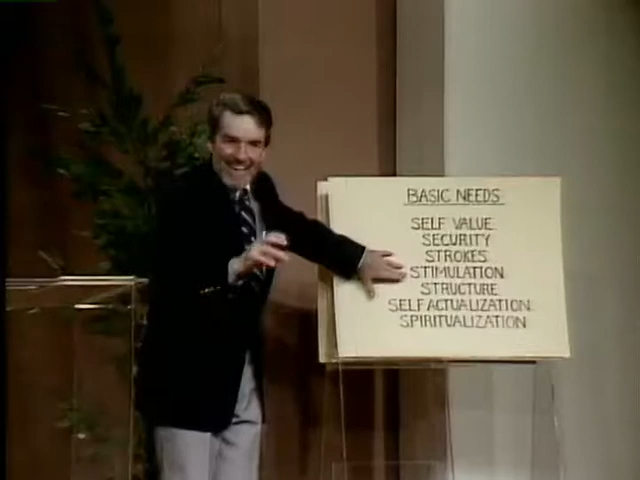 BASIC NEEDS
SELF VALUE
SECURITY
STROKES
STIMULATION
STRUCTURE
SELF ACTUALIZATION
SPIRITUALIZATION